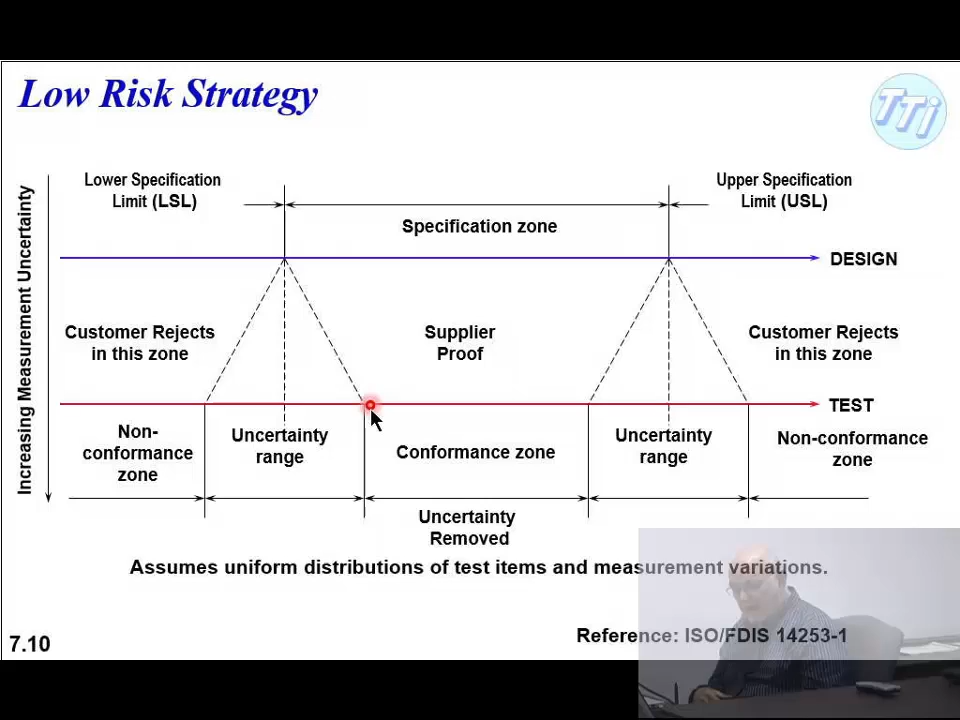 Low Risk Strategy
TTi
Lower Specification
Limit (LSL)
Upper Specification
Limit (USL)
Specification zone
DESIGN
Increasing Measurement Uncertainty
Customer Rejects
in this zone
Supplier
Proof
Customer Rejects
in this zone
TEST
Non-
conformance
zone
Uncertainty
range
Conformance zone
Uncertainty
range
Non-conformance
zone
Uncertainty
Removed
Assumes uniform distributions of test items and measurement variations.
Reference: ISO/FDIS 14253-1
7.10